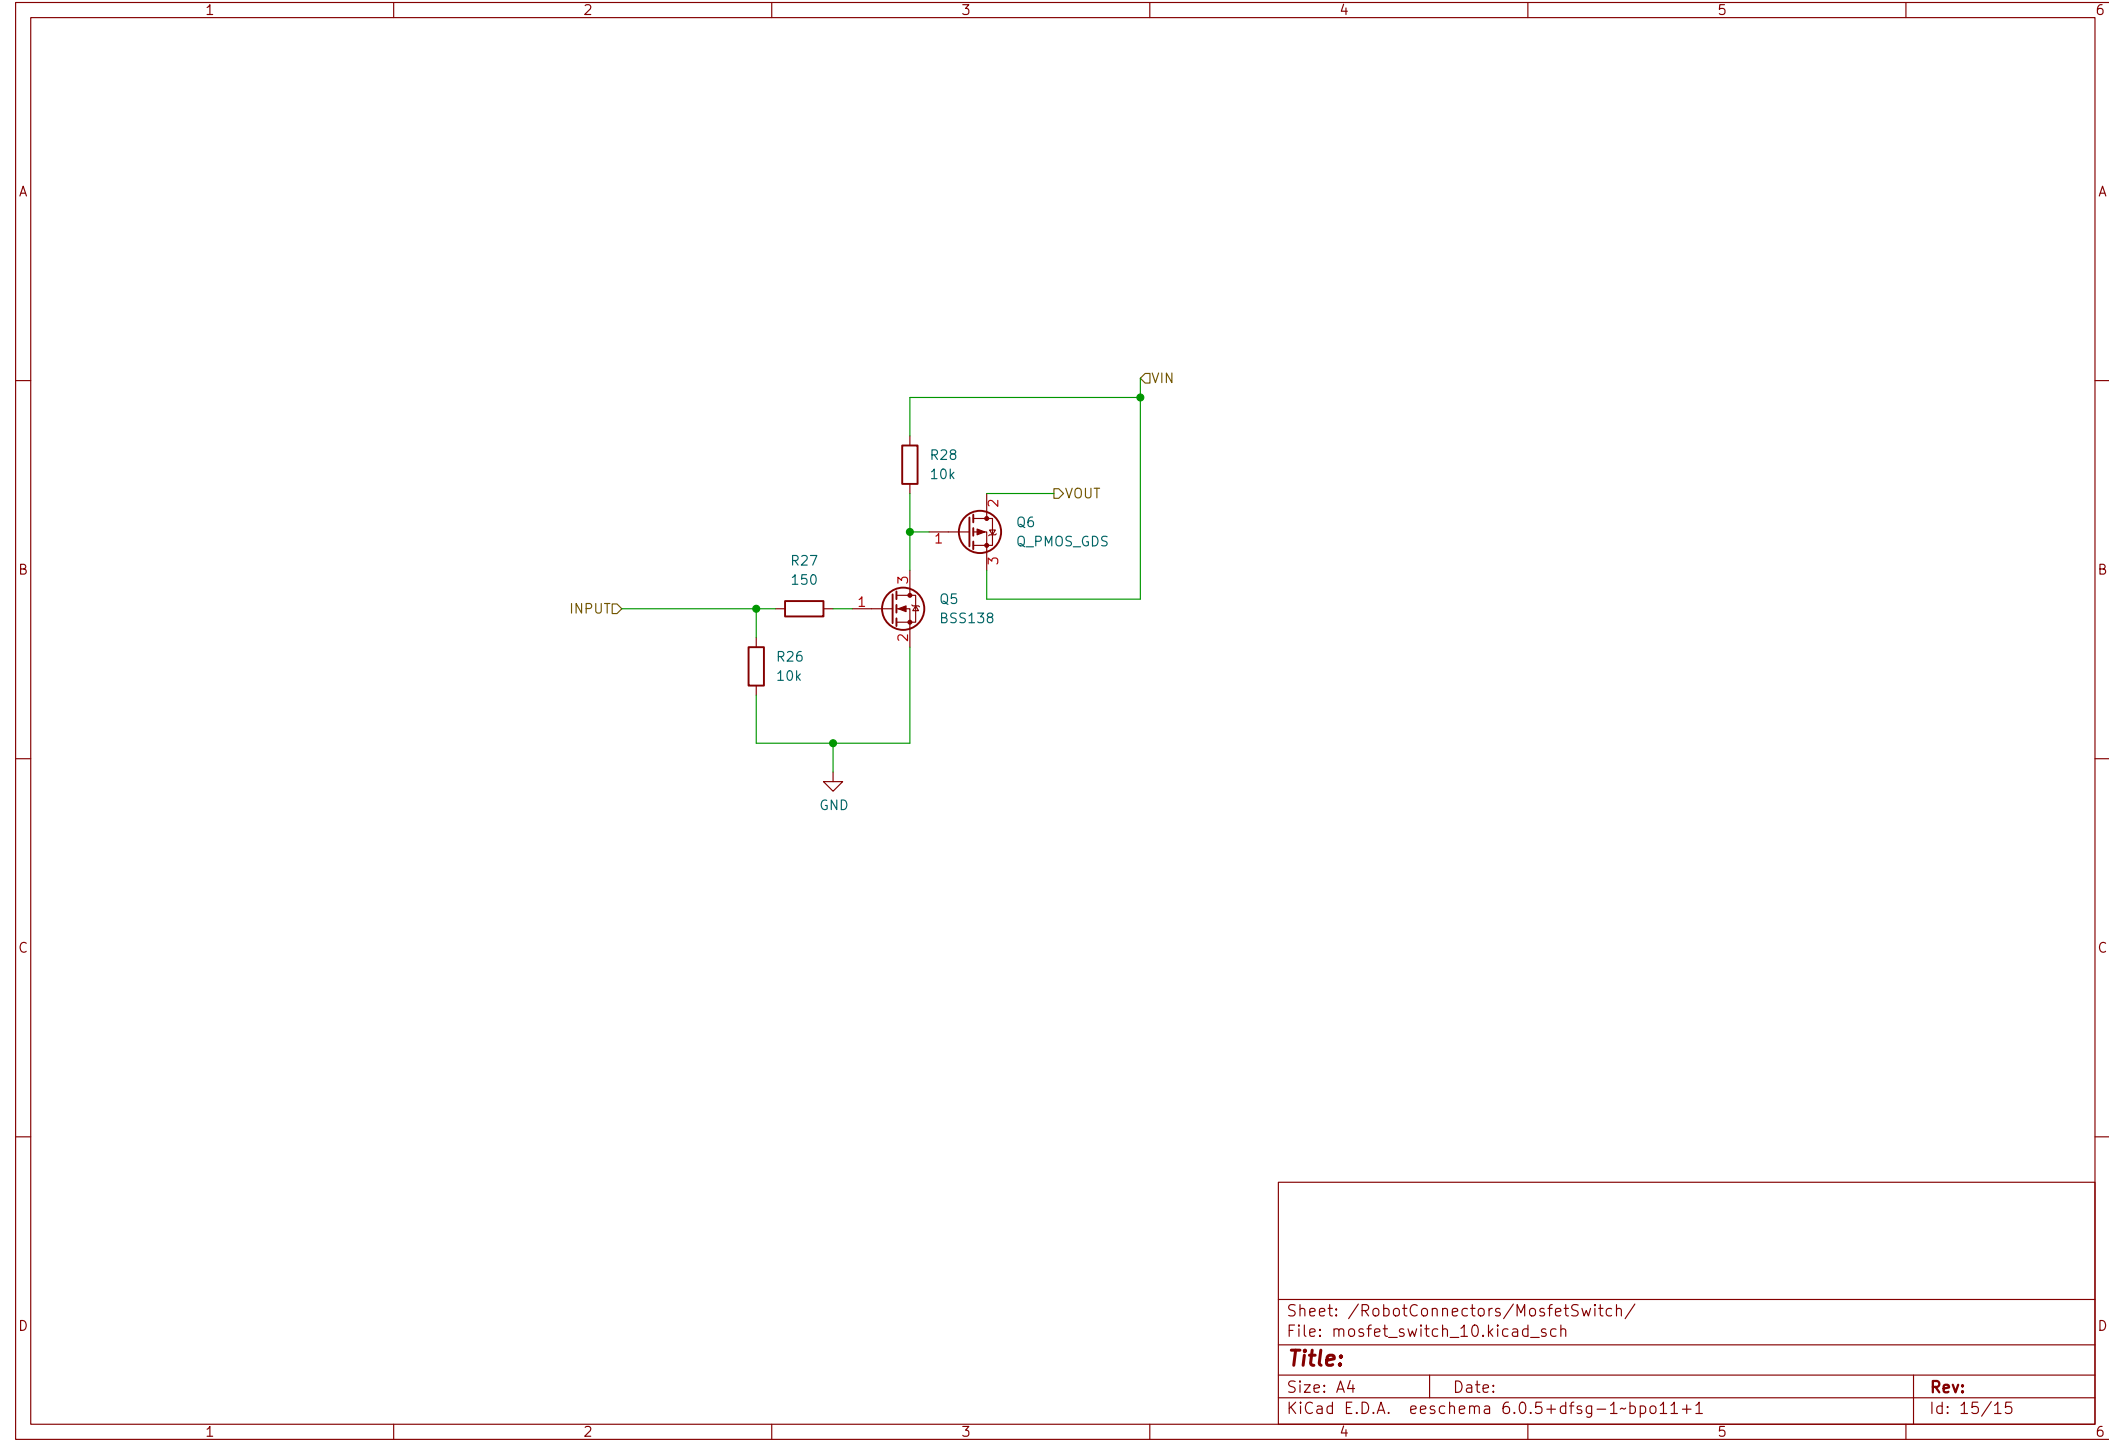 1 2 3 4 5 6
A A
VIN
R28
10k
VOUT
2
Q6
Q_PMOS_GDS
1
3
B B
R27
150
3
INPUT
1
Q5
BSS138
2
R26
10k
GND
C C
D D
Sheet: /RobotConnectors/MosfetSwitch/
File: mosfet_switch_10.kicad_sch
Title:
Size: A4 Date: Rev:
KiCad E.D.A. eeschema 6.0.5+dfsg-1~bpo11+1 Id: 15/15
1 2 3 4 5 6